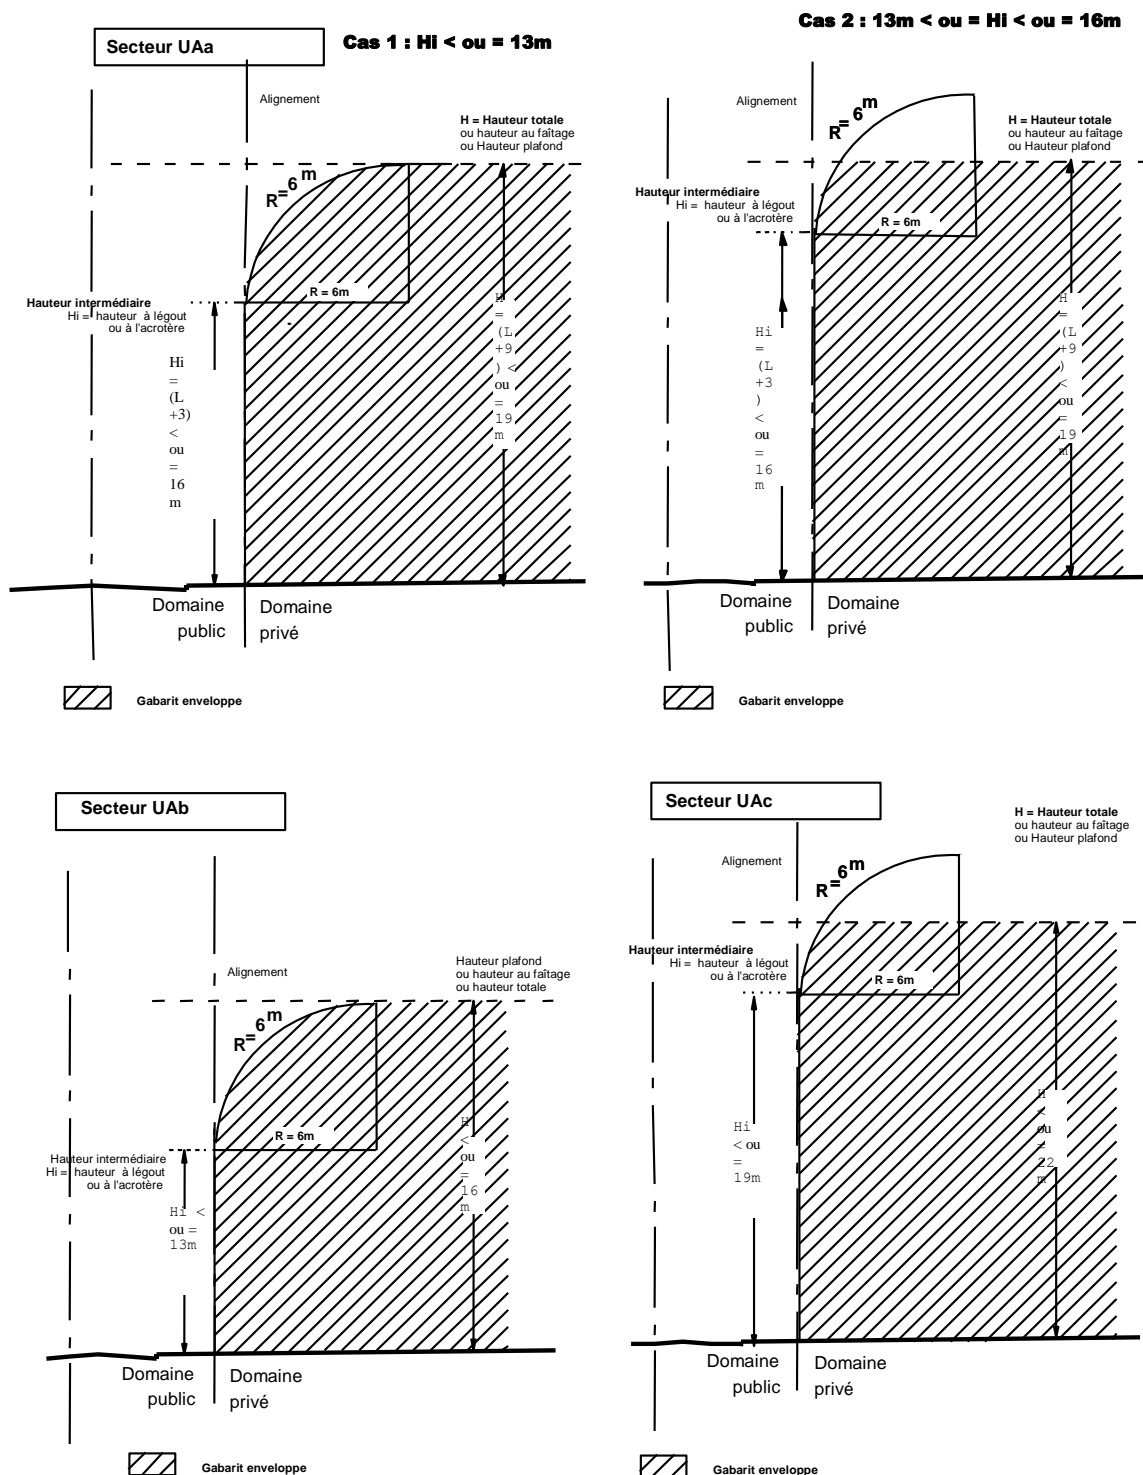 Secteur UAa
Cas 1 : Hi < ou = 13m
Alignement
H = Hauteur totale
ou hauteur au faîtage
ou Hauteur plafond
R=6m
R = 6m
Hauteur intermédiaire
Hi = hauteur à légout
ou à l'acrotère
Hi
=
(L
+3)
<
ou
=
16
m
H
=
(L
+9
) <
ou
=
19
m
Domaine
public
Domaine
privé
Gabarit enveloppe
Cas 2 : 13m < ou = Hi < ou = 16m
Alignement
R=6m
H = Hauteur totale
ou hauteur au faîtage
ou Hauteur plafond
Hauteur intermédiaire
Hi = hauteur à légout
ou à l'acrotère
R = 6m
Hi
=
(L
+3
)
<
ou
=
16
m
H
=
(L
+9
)
<
ou
=
19
m
Domaine
public
Domaine
privé
Gabarit enveloppe
Secteur UAb
Alignement
Hauteur plafond
ou hauteur au faîtage
ou hauteur totale
R=6m
R = 6m
Hauteur intermédiaire
Hi = hauteur à légout
ou à l'acrotère
Hi <
ou =
13m
H
<
ou
=
16
m
Domaine
public
Domaine
privé
Gabarit enveloppe
Secteur UAc
H = Hauteur totale
ou hauteur au faîtage
ou Hauteur plafond
Alignement
R=6m
Hauteur intermédiaire
Hi = hauteur à légout
ou à l'acrotère
R = 6m
Hi
< ou
=
19m
H
<
ou
=
22
m
Domaine
public
Domaine
privé
Gabarit enveloppe